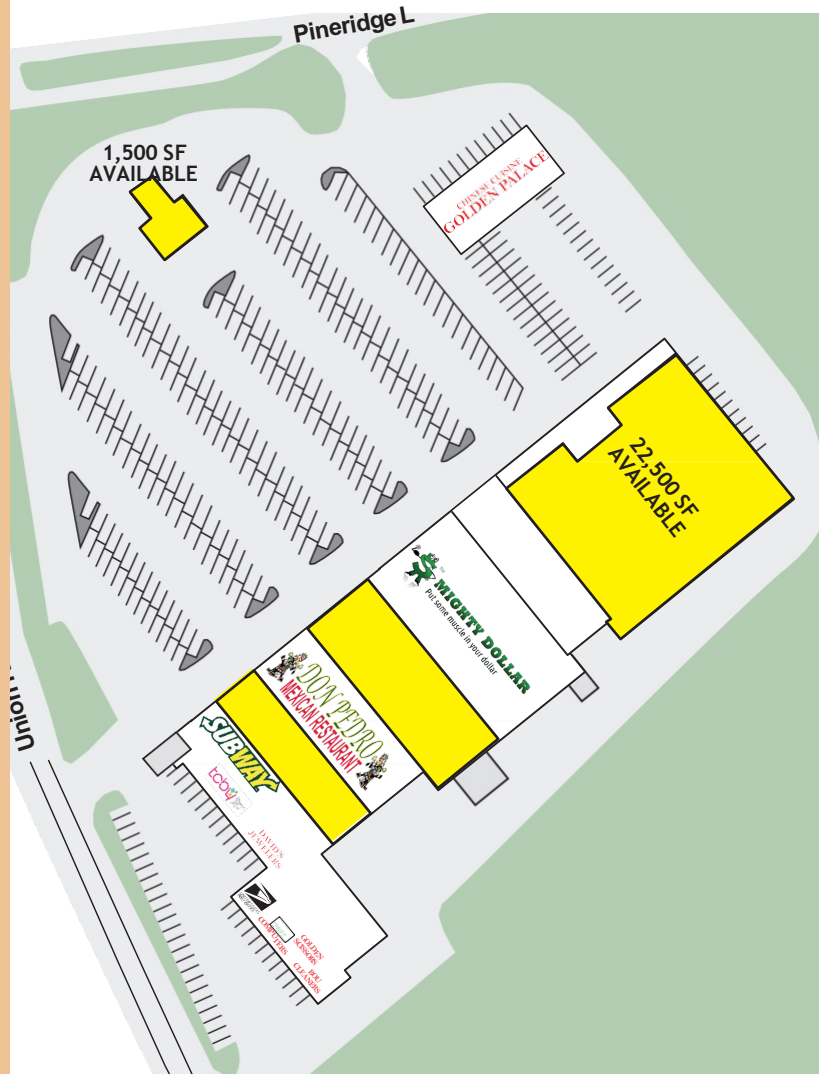 Pineridge L
1,500 SF
AVAILABLE
CHINESE CUISINE
GOLDEN PALACE
22,500 SF
AVAILABLE
MIGHTY DOLLAR
Put some muscle in your dollar
DON PEDRO
MEXICAN RESTAURANT
SUBWAY
tcby
DAVID'S
JEWELERS
COMPUTERS
GOLDEN
SCISSORS
BOU
CLEANERS
Union